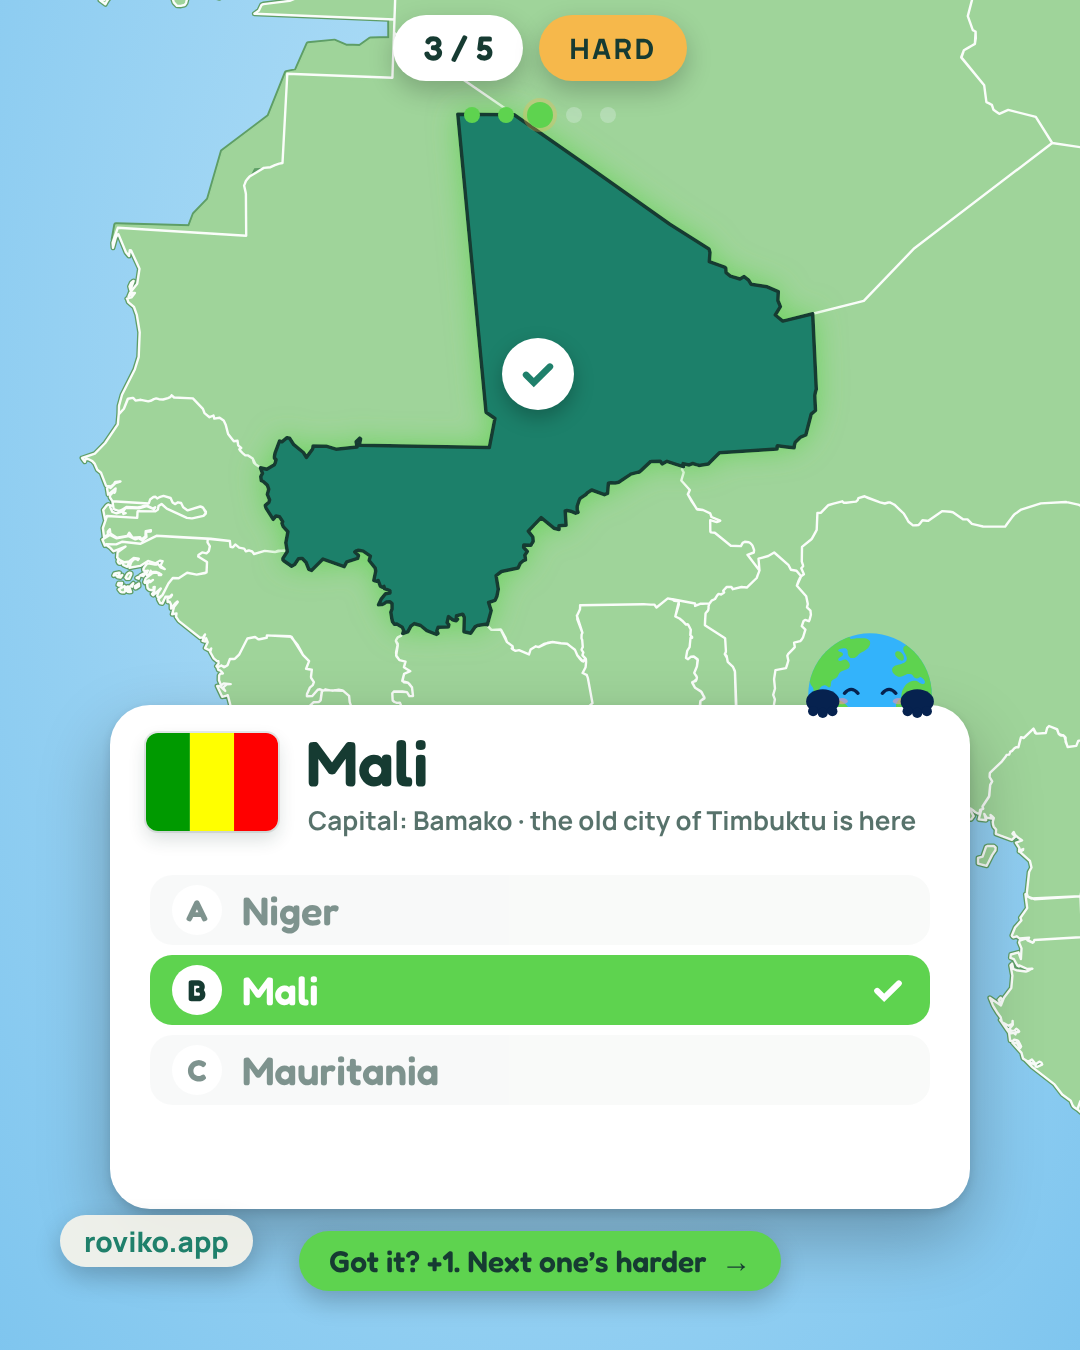 3 / 5
HARD
Mali
Capital: Bamako · the old city of Timbuktu is here
A Niger
B Mali
C Mauritania
roviko.app
Got it? +1. Next one’s harder →